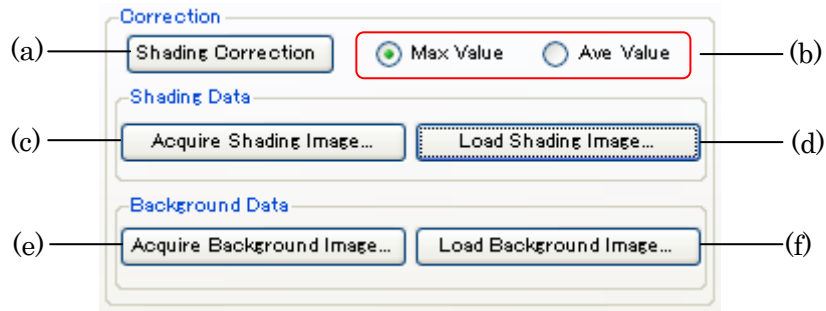 Correction
(a) Shading Correction Max Value Ave Value (b)
Shading Data
(c) Acquire Shading Image... Load Shading Image... (d)
Background Data
(e) Acquire Background Image... Load Background Image... (f)